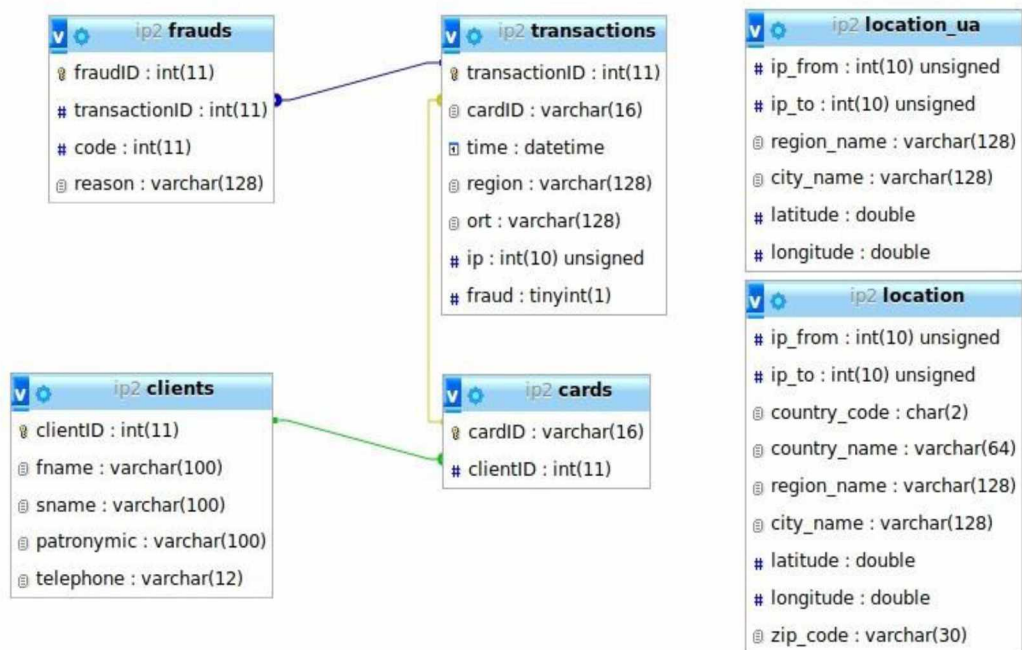 ip2 frauds
fraudID : int(11)
# transactionID : int(11)
# code : int(11)
reason : varchar(128)
ip2 transactions
transactionID : int(11)
cardID : varchar(16)
time : datetime
region : varchar(128)
ort : varchar(128)
# ip : int(10) unsigned
# fraud : tinyint(1)
ip2 location_ua
# ip_from : int(10) unsigned
# ip_to : int(10) unsigned
region_name : varchar(128)
city_name : varchar(128)
# latitude : double
# longitude : double
ip2 clients
clientID : int(11)
fname : varchar(100)
sname : varchar(100)
patronymic : varchar(100)
telephone : varchar(12)
ip2 cards
cardID : varchar(16)
# clientID : int(11)
ip2 location
# ip_from : int(10) unsigned
# ip_to : int(10) unsigned
country_code : char(2)
country_name : varchar(64)
region_name : varchar(128)
city_name : varchar(128)
# latitude : double
# longitude : double
zip_code : varchar(30)